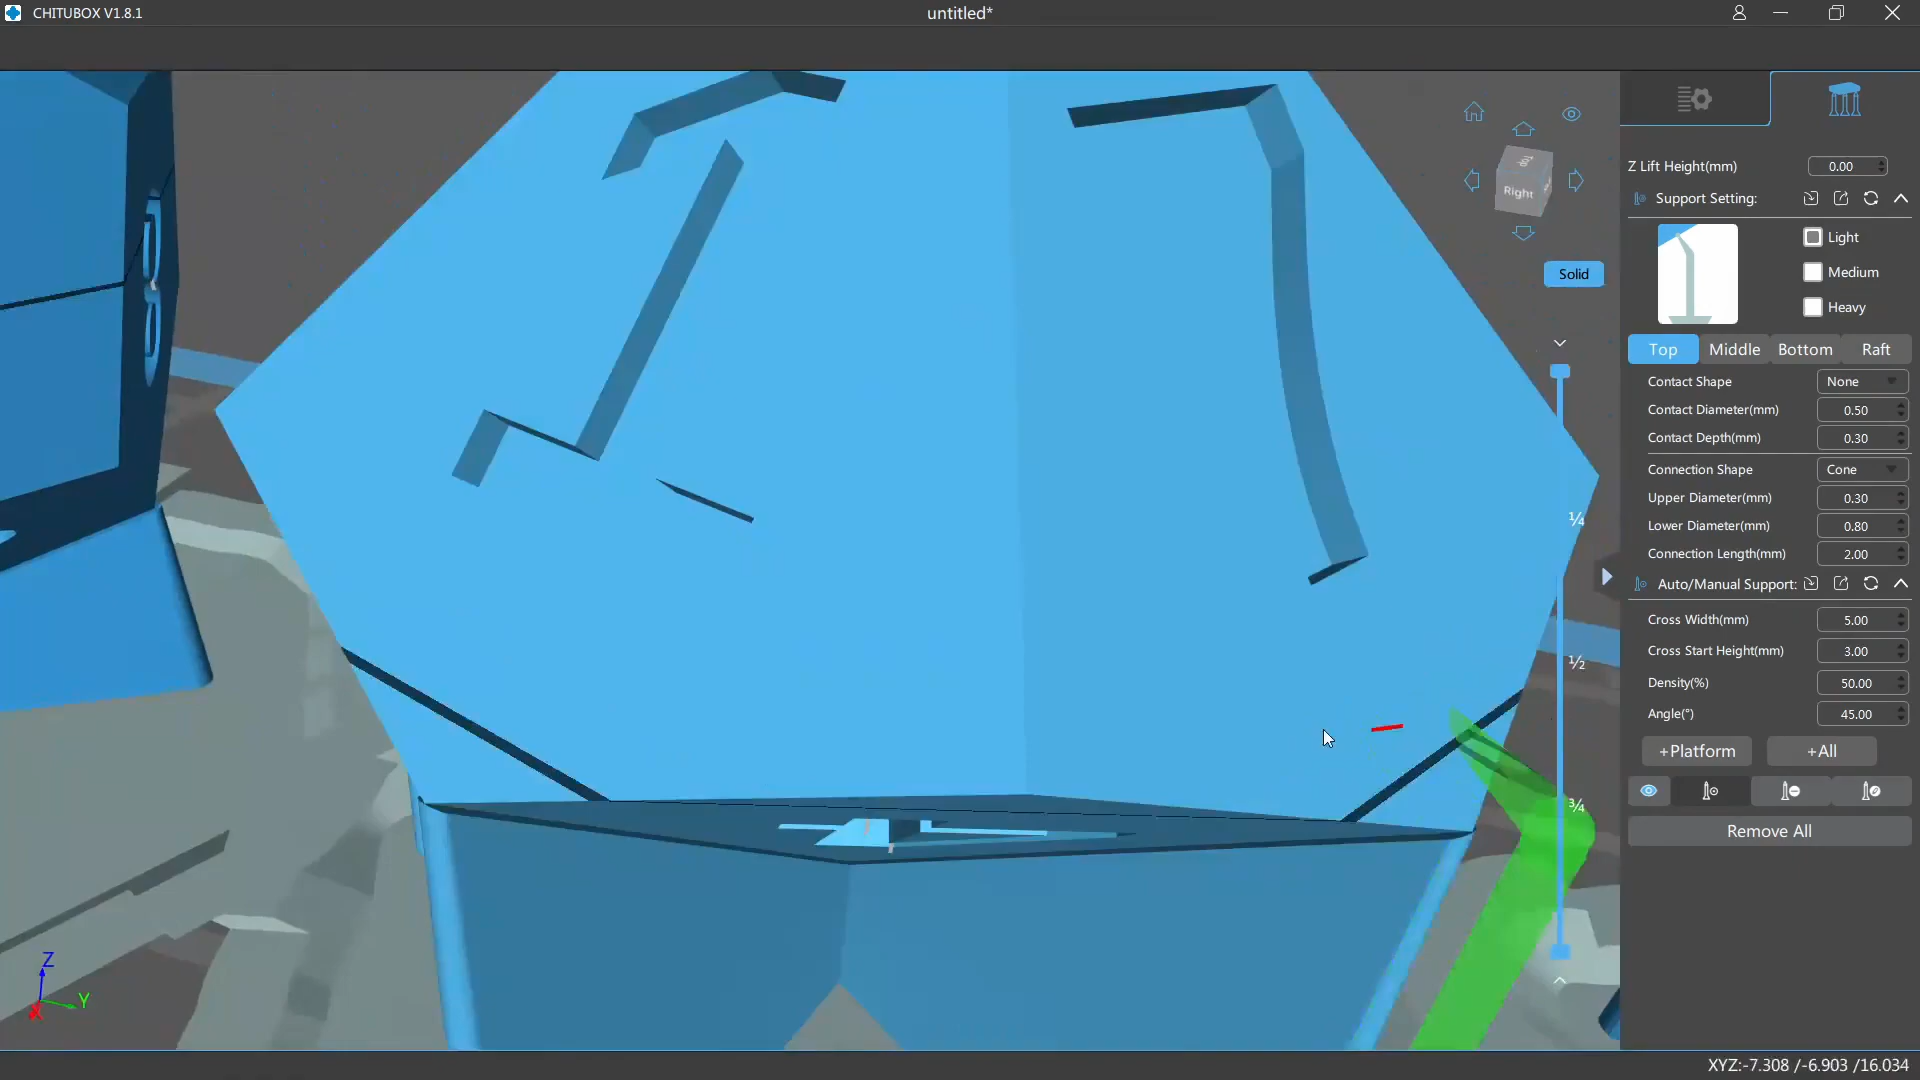 CHITUBOX V1.8.1
untitled*
Z Lift Height(mm) 0.00
Support Setting:
Light
Medium
Heavy
Top Middle Bottom Raft
Contact Shape None
Contact Diameter(mm) 0.50
Contact Depth(mm) 0.30
Connection Shape Cone
Upper Diameter(mm) 0.30
Lower Diameter(mm) 0.80
Connection Length(mm) 2.00
Auto/Manual Support:
Cross Width(mm) 5.00
Cross Start Height(mm) 3.00
Density(%) 50.00
Angle(°) 45.00
+Platform +All
Remove All
Top
Right
Solid
¼
½
¾
Z
Y
X
XYZ:-7.308 /-6.903 /16.034